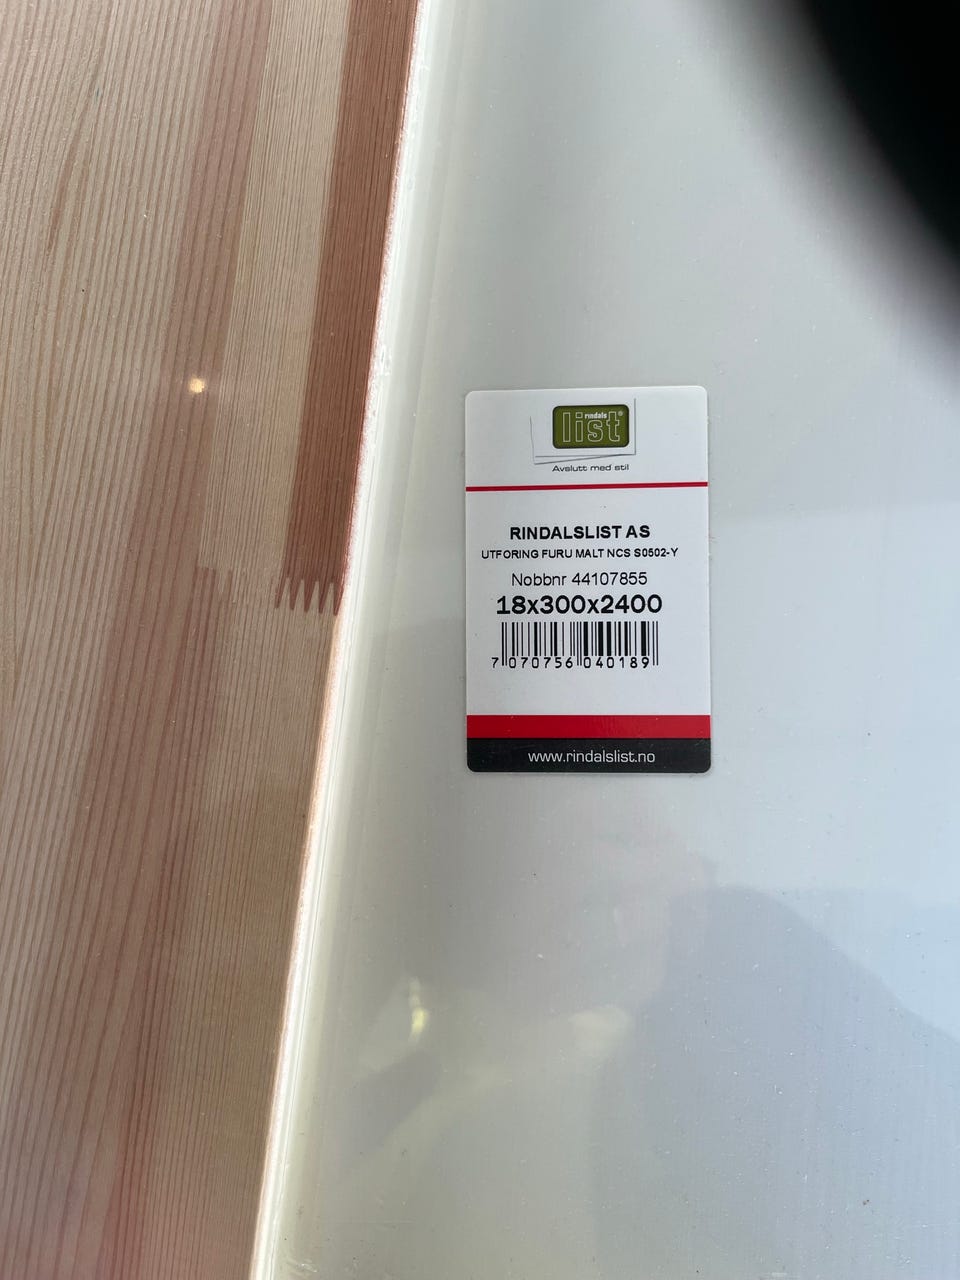 rindals
list®
Avslutt med stil
RINDALSLIST AS
UTFORING FURU MALT NCS S0502-Y
Nobbnr 44107855
18x300x2400
7 070756 040189
www.rindalslist.no